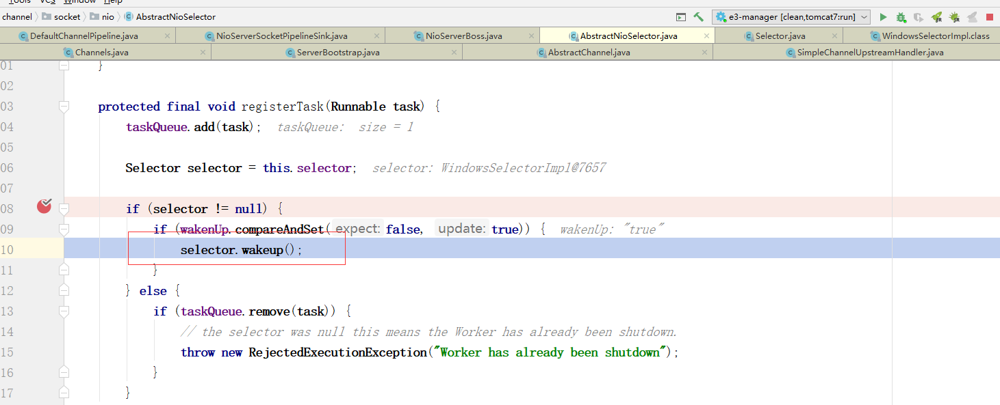 Tools VCS Window Help
channel socket nio AbstractNioSelector e3-manager [clean,tomcat7:run]
DefaultChannelPipeline.java NioServerSocketPipelineSink.java NioServerBoss.java AbstractNioSelector.java Selector.java WindowsSelectorImpl.class
Channels.java ServerBootstrap.java AbstractChannel.java SimpleChannelUpstreamHandler.java
01 }
02
03 protected final void registerTask(Runnable task) {
04 taskQueue.add(task); taskQueue: size = 1
05
06 Selector selector = this.selector; selector: WindowsSelectorImpl@7657
07
08 if (selector != null) {
09 if (wakenUp.compareAndSet( expect: false, update: true)) { wakenUp: "true"
10 selector.wakeup();
11 }
12 } else {
13 if (taskQueue.remove(task)) {
14 // the selector was null this means the Worker has already been shutdown.
15 throw new RejectedExecutionException("Worker has already been shutdown");
16 }
17 }